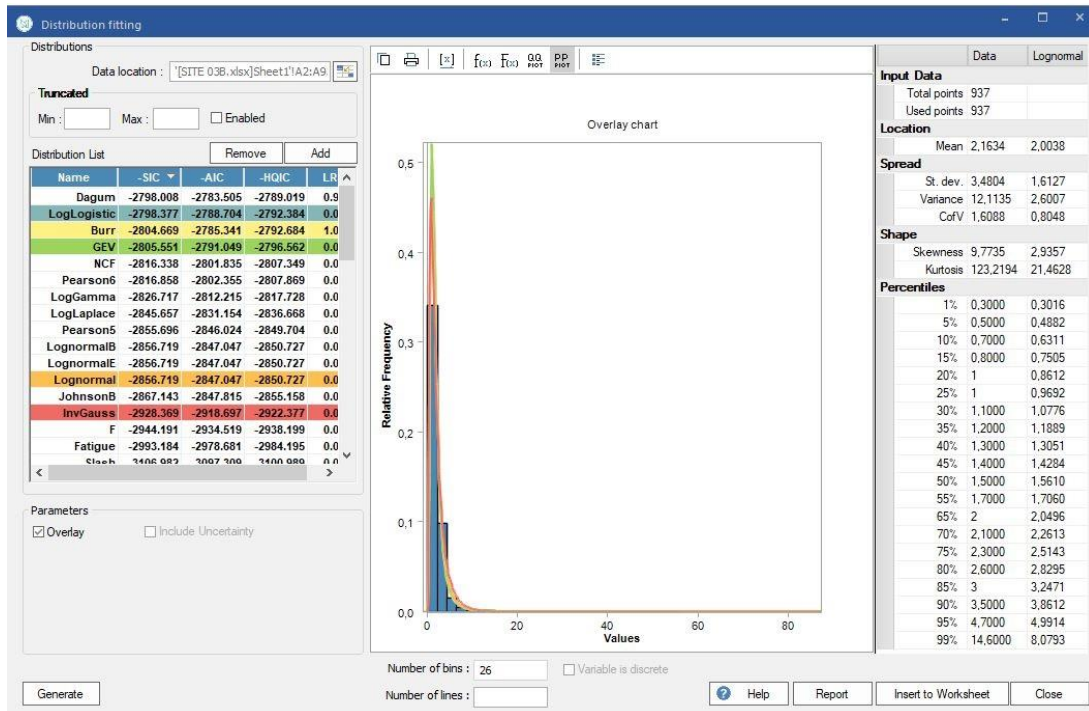 Distribution fitting
Distributions
Data location : '[SITE 03B.xlsx]Sheet1'!A2:A9
Truncated
Min : Max : Enabled
Distribution List Remove Add
Name -SIC -AIC -HQIC LR
Dagum -2798.008 -2783.505 -2789.019 0.9
LogLogistic -2798.377 -2788.704 -2792.384 0.0
Burr -2804.669 -2785.341 -2792.684 1.0
GEV -2805.551 -2791.049 -2796.562 0.0
NCF -2816.338 -2801.835 -2807.349 0.0
Pearson6 -2816.858 -2802.355 -2807.869 0.0
LogGamma -2826.717 -2812.215 -2817.728 0.0
LogLaplace -2845.657 -2831.154 -2836.668 0.0
Pearson5 -2855.696 -2846.024 -2849.704 0.0
LognormalB -2856.719 -2847.047 -2850.727 0.0
LognormalE -2856.719 -2847.047 -2850.727 0.0
Lognormal -2856.719 -2847.047 -2850.727 0.0
JohnsonB -2867.143 -2847.815 -2855.158 0.0
InvGauss -2928.369 -2918.697 -2922.377 0.0
F -2944.191 -2934.519 -2938.199 0.0
Fatigue -2993.184 -2978.681 -2984.195 0.0
Slash -3106.982 -3097.309 -3100.989 0.0
Parameters
Overlay Include Uncertainty
Generate
[x] f(x) F(x) QQ PLOT PP PLOT
Overlay chart
Relative Frequency
0,5
0,4
0,3
0,2
0,1
0,0
0 20 40 60 80
Values
Number of bins : 26 Variable is discrete
Number of lines :
Help Report Insert to Worksheet Close
Data Lognormal
Input Data
Total points 937
Used points 937
Location
Mean 2,1634 2,0038
Spread
St. dev. 3,4804 1,6127
Variance 12,1135 2,6007
CofV 1,6088 0,8048
Shape
Skewness 9,7735 2,9357
Kurtosis 123,2194 21,4628
Percentiles
1% 0,3000 0,3016
5% 0,5000 0,4882
10% 0,7000 0,6311
15% 0,8000 0,7505
20% 1 0,8612
25% 1 0,9692
30% 1,1000 1,0776
35% 1,2000 1,1889
40% 1,3000 1,3051
45% 1,4000 1,4284
50% 1,5000 1,5610
55% 1,7000 1,7060
65% 2 2,0496
70% 2,1000 2,2613
75% 2,3000 2,5143
80% 2,6000 2,8295
85% 3 3,2471
90% 3,5000 3,8612
95% 4,7000 4,9914
99% 14,6000 8,0793